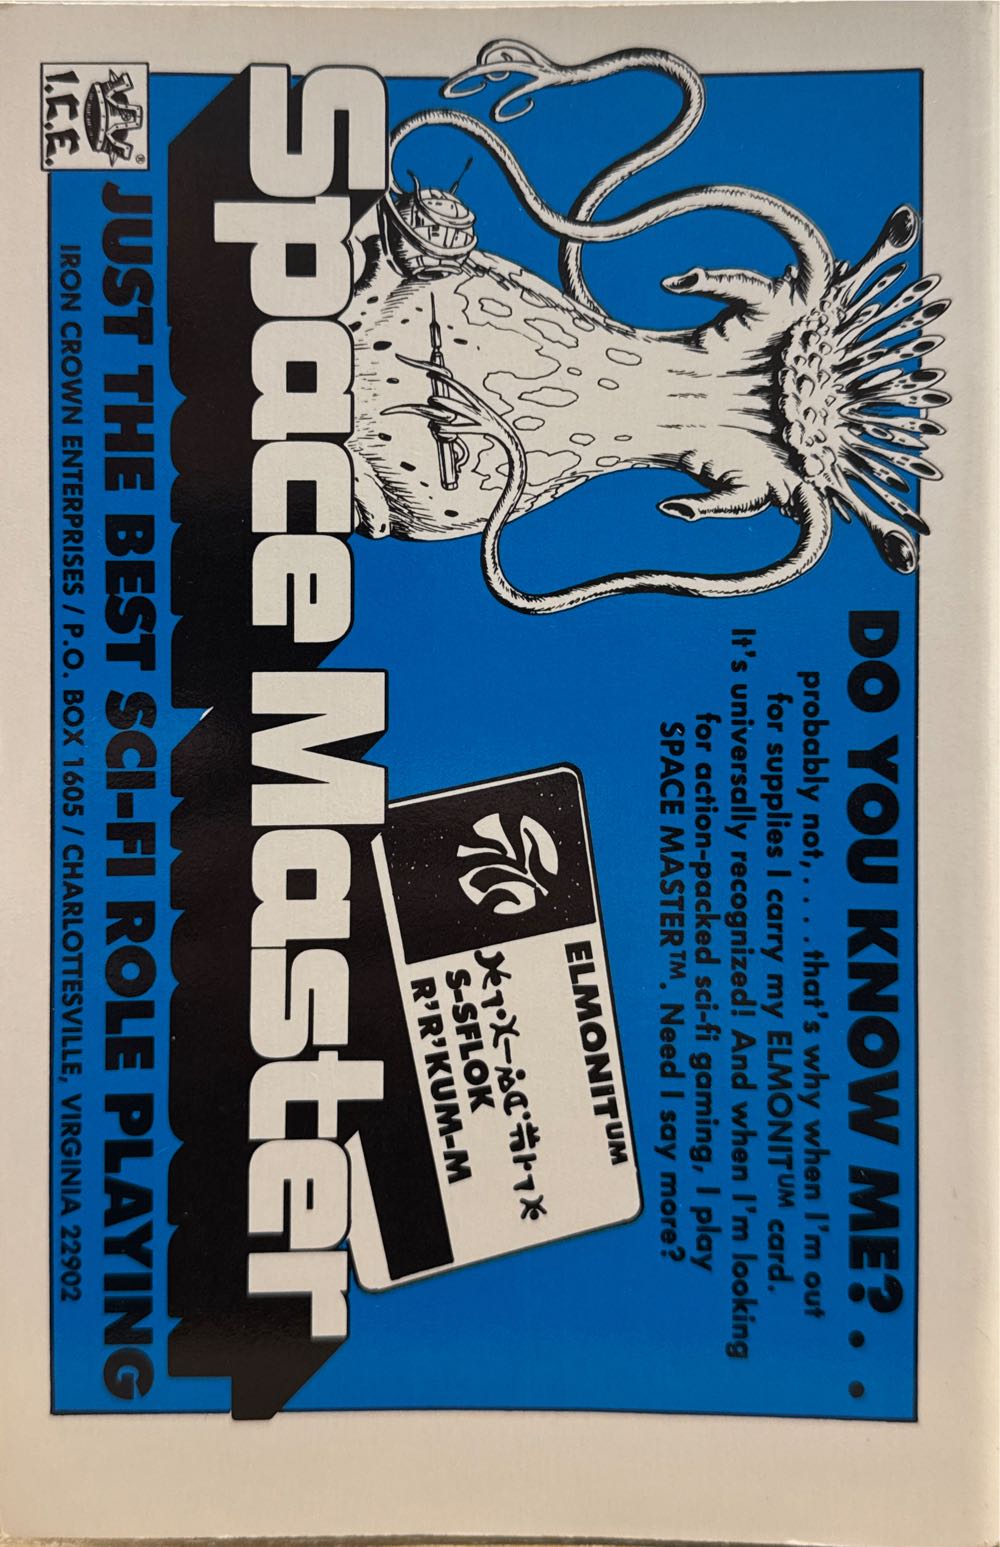 DO YOU KNOW ME? . . .
probably not, . . . .that's why when I'm out
for supplies I carry my ELMONITUM card.
It's universally recognized! And when I'm looking
for action-packed sci-fi gaming, I play
SPACE MASTER™. Need I say more?
ELMONITUM
S-SFLOK
R'R'KUM-M
Space Master
I.C.E.®
JUST THE BEST SCI-FI ROLE PLAYING
IRON CROWN ENTERPRISES / P.O. BOX 1605 / CHARLOTTESVILLE, VIRGINIA 22902